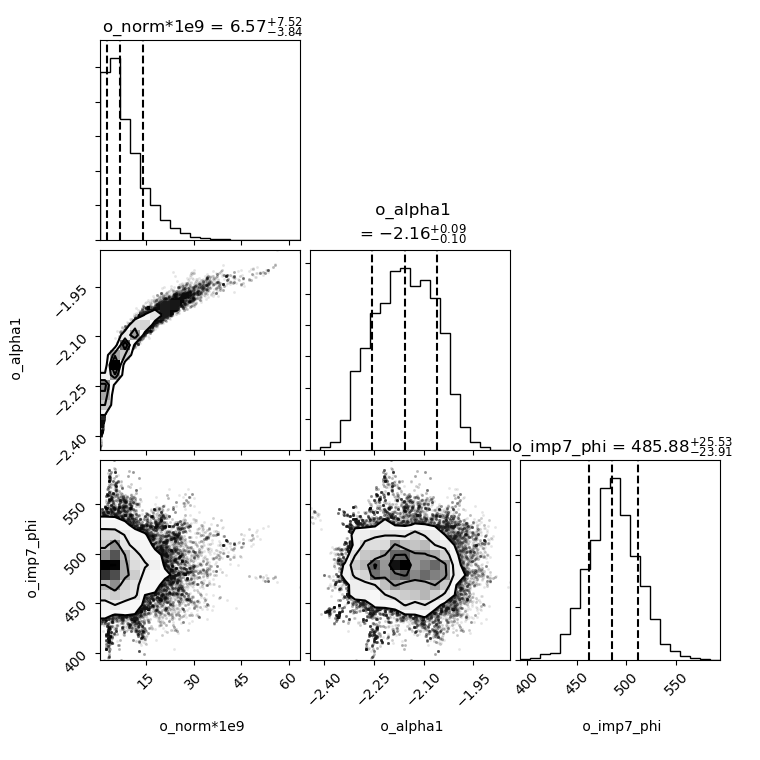 o_norm*1e9 = 6.57+7.52−3.84
o_alpha1
= −2.16+0.09−0.10
o_alpha1
−1.95
−2.10
−2.25
−2.40
o_imp7_phi = 485.88+25.53−23.91
o_imp7_phi
550
500
450
400
15 30 45 60
−2.40 −2.25 −2.10 −1.95
400 450 500 550
o_norm*1e9 o_alpha1 o_imp7_phi